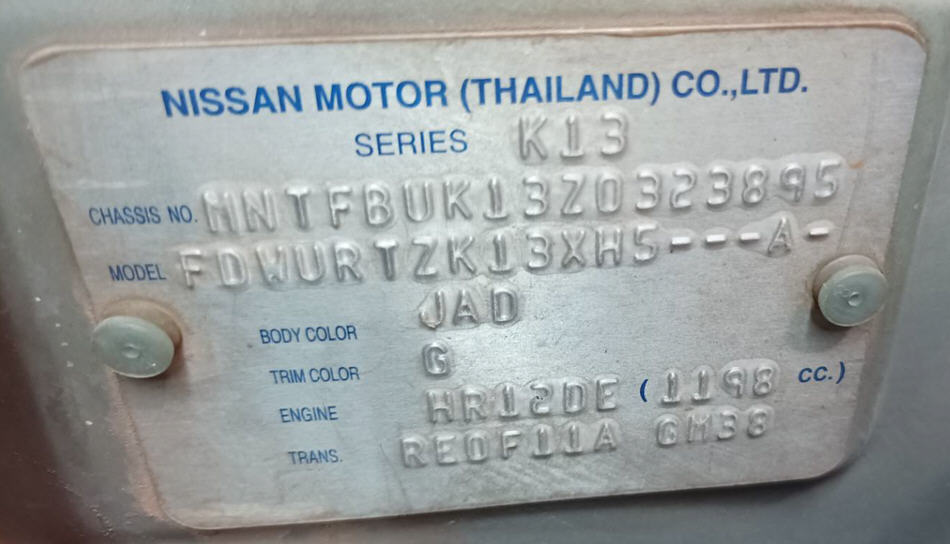 NISSAN MOTOR (THAILAND) CO.,LTD.
SERIES K13
CHASSIS NO. MNTFBUK13Z0323895
MODEL FDWURTZK13XH5---A-
BODY COLOR JAD
TRIM COLOR G
ENGINE HR12DE (1198 CC.)
TRANS. RE0F11A GM38